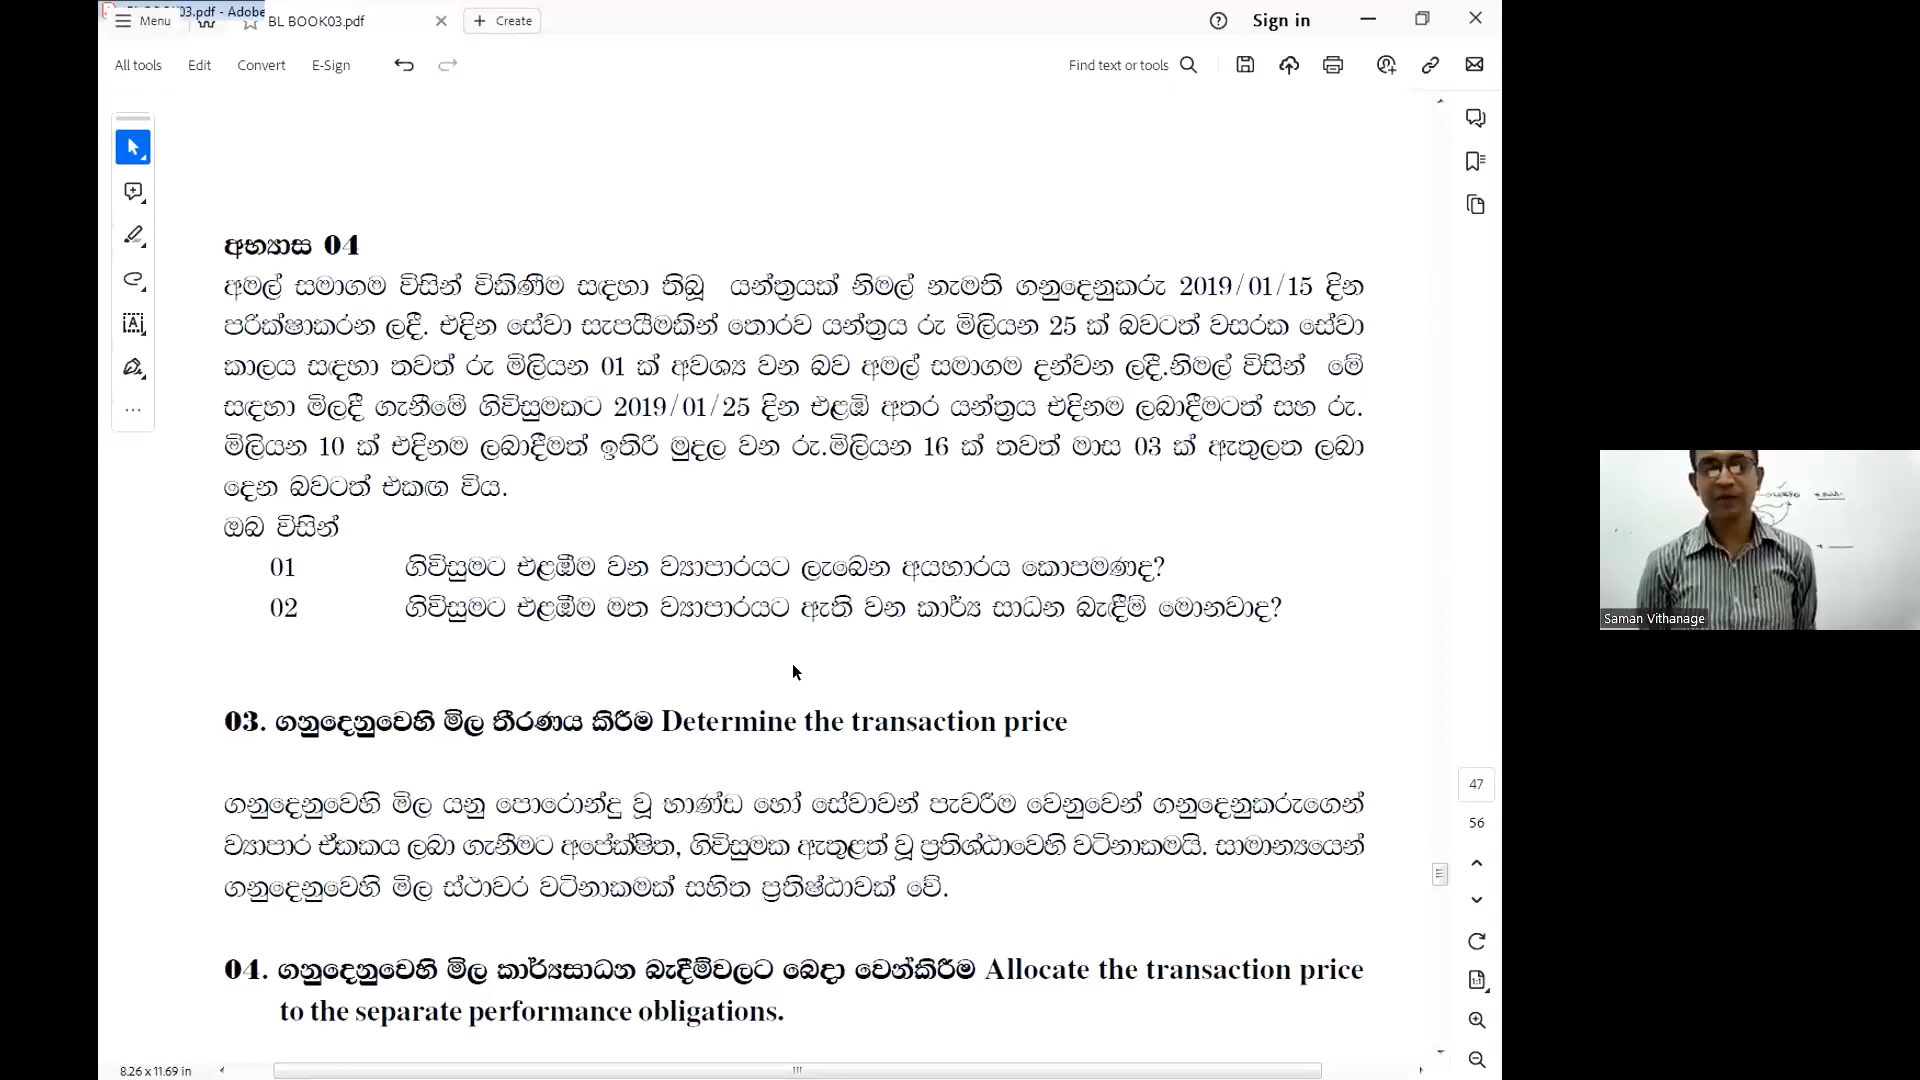 BL BOOK03.pdf - Adobe
Menu
BL BOOK03.pdf
Create
Sign in
All tools
Edit
Convert
E-Sign
Find text or tools
අභ්‍යාස 04
අමල් සමාගම විසින් විකිණීම සඳහා තිබූ යන්ත්‍රයක් නිමල් නැමති ගනුදෙනුකරු 2019/01/15 දින
පරික්ෂාකරන ලදී. එදින සේවා සැපයීමකින් තොරව යන්ත්‍රය රු මිලියන 25 ක් බවටත් වසරක සේවා
කාලය සඳහා තවත් රු මිලියන 01 ක් අවශ්‍ය වන බව අමල් සමාගම දන්වන ලදී.නිමල් විසින් මේ
සඳහා මිලදී ගැනීමේ ගිවිසුමකට 2019/01/25 දින එළඹි අතර යන්ත්‍රය එදිනම ලබාදීමටත් සහ රු.
මිලියන 10 ක් එදිනම ලබාදීමත් ඉතිරි මුදල වන රු.මිලියන 16 ක් තවත් මාස 03 ක් ඇතුලත ලබා
දෙන බවටත් එකඟ විය.
ඔබ විසින්
01 ගිවිසුමට එළඹීම වන ව්‍යාපාරයට ලැබෙන අයහාරය කොපමණද?
02 ගිවිසුමට එළඹීම මත ව්‍යාපාරයට ඇති වන කාර්ය සාධන බැඳීම් මොනවාද?
03. ගනුදෙනුවෙහි මිල තීරණය කිරීම Determine the transaction price
ගනුදෙනුවෙහි මිල යනු පොරොන්දු වූ භාණ්ඩ හෝ සේවාවන් පැවරීම වෙනුවෙන් ගනුදෙනුකරුගෙන්
ව්‍යාපාර ඒකකය ලබා ගැනීමට අපේක්ෂිත, ගිවිසුමක ඇතුළත් වූ ප්‍රතිශ්ඨාවෙහි වටිනාකමයි. සාමාන්‍යයෙන්
ගනුදෙනුවෙහි මිල ස්ථාවර වටිනාකමක් සහිත ප්‍රතිෂ්ඨාවක් වේ.
04. ගනුදෙනුවෙහි මිල කාර්යසාධන බැදීම්වලට බෙදා වෙන්කිරීම Allocate the transaction price
to the separate performance obligations.
47
56
8.26 x 11.69 in
Saman Vithanage